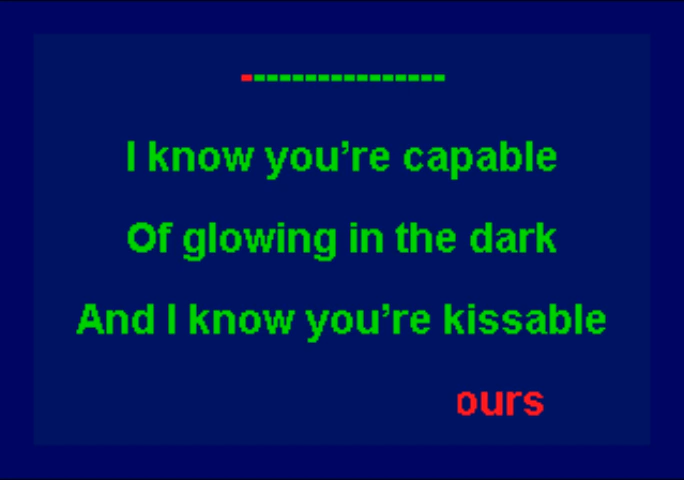 ----------------
I know you’re capable
Of glowing in the dark
And I know you’re kissable
ours